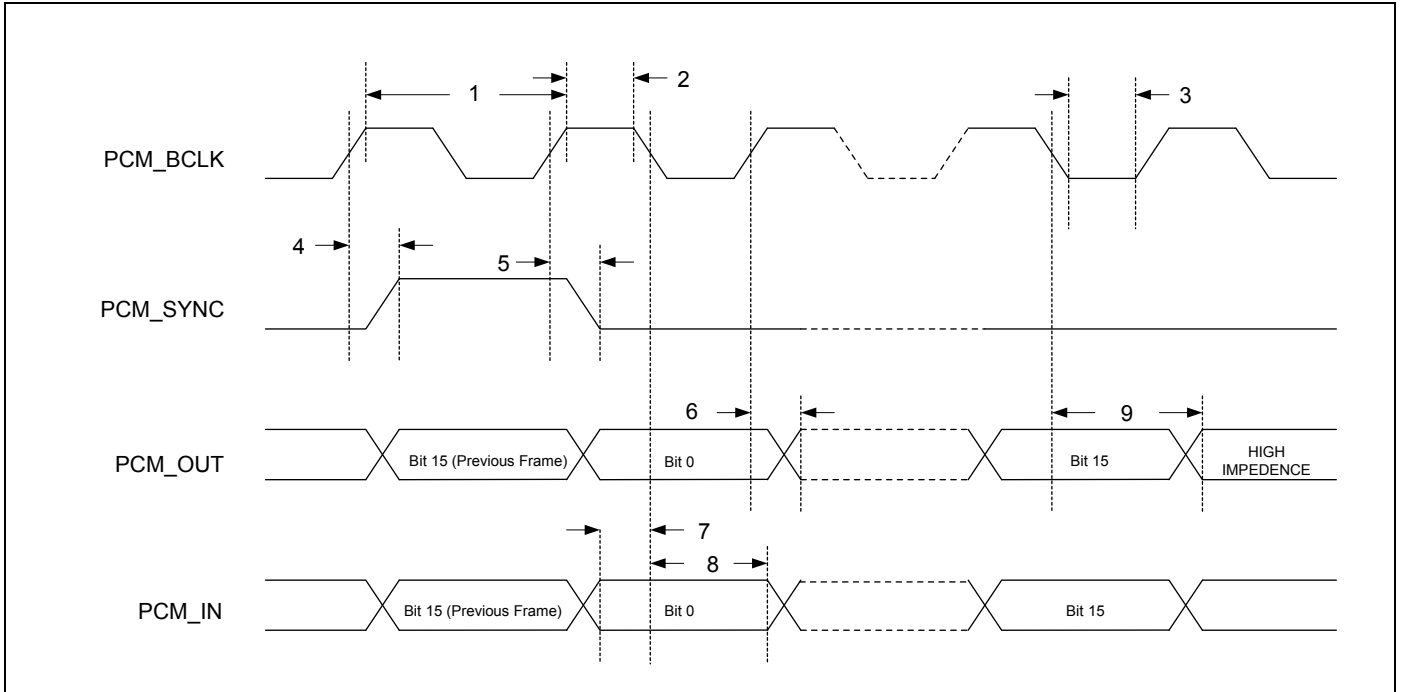 1
2
3
PCM_BCLK
4
5
PCM_SYNC
6
9
PCM_OUT
Bit 15 (Previous Frame)
Bit 0
Bit 15
HIGH
IMPEDENCE
7
8
PCM_IN
Bit 15 (Previous Frame)
Bit 0
Bit 15